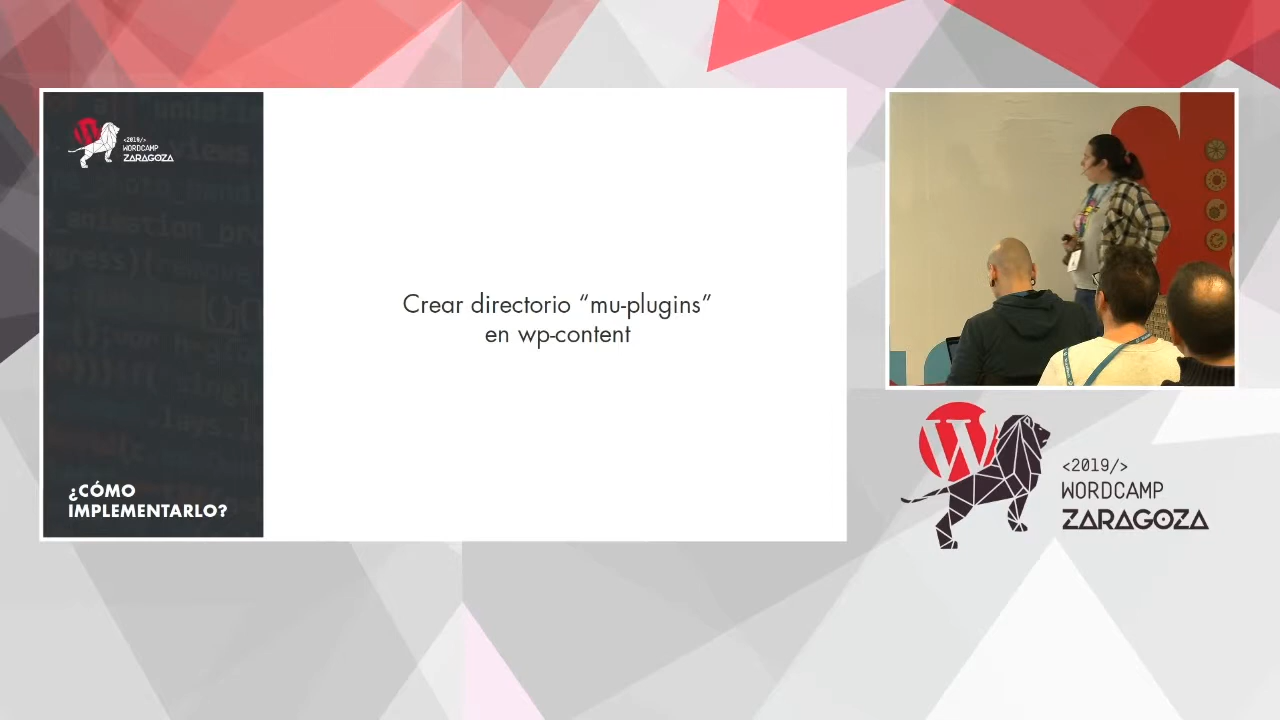 <2019/>
WORDCAMP
ZARAGOZA
Crear directorio “mu-plugins”
en wp-content
¿CÓMO
IMPLEMENTARLO?
W
<2019/>
WORDCAMP
ZARAGOZA